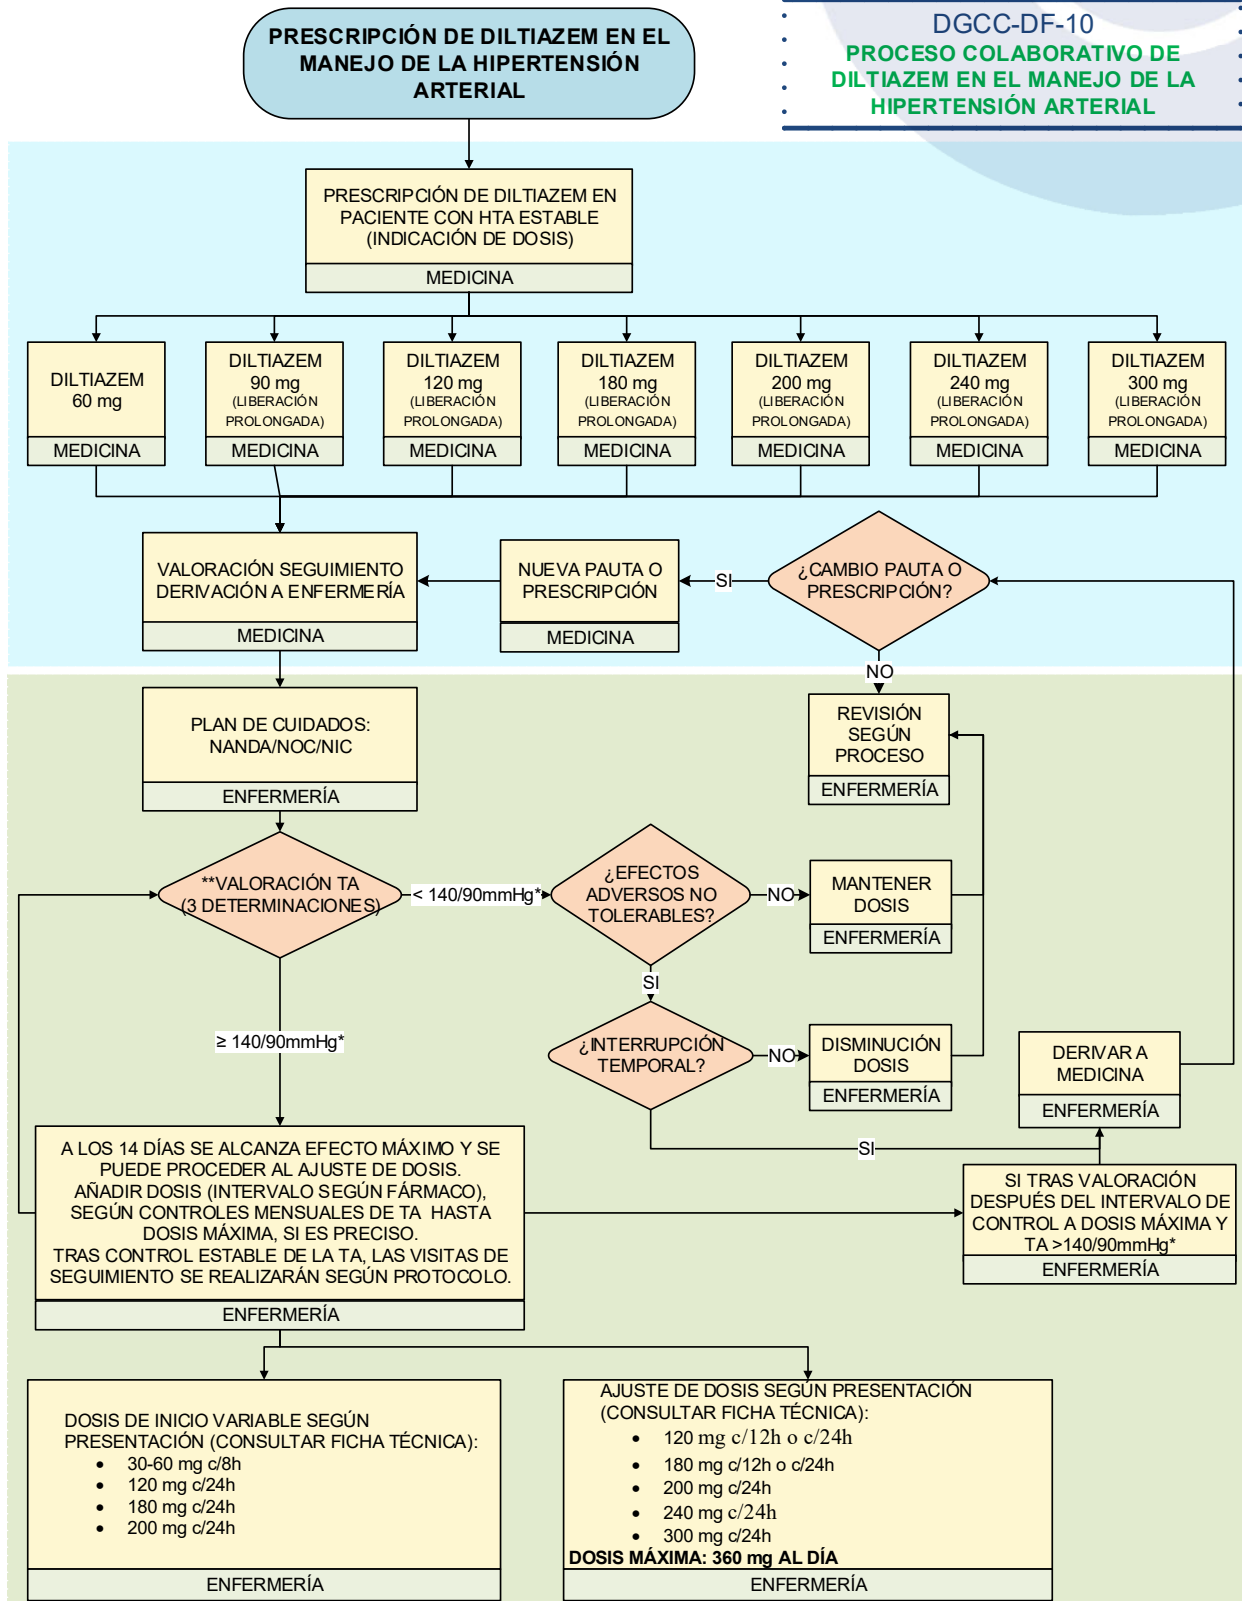 PRESCRIPCIÓN DE DILTIAZEM EN EL
MANEJO DE LA HIPERTENSIÓN
ARTERIAL
DGCC-DF-10
PROCESO COLABORATIVO DE
DILTIAZEM EN EL MANEJO DE LA
HIPERTENSIÓN ARTERIAL
PRESCRIPCIÓN DE DILTIAZEM EN
PACIENTE CON HTA ESTABLE
(INDICACIÓN DE DOSIS)
MEDICINA
DILTIAZEM
60 mg
MEDICINA
DILTIAZEM
90 mg
(LIBERACIÓN
PROLONGADA)
MEDICINA
DILTIAZEM
120 mg
(LIBERACIÓN
PROLONGADA)
MEDICINA
DILTIAZEM
180 mg
(LIBERACIÓN
PROLONGADA)
MEDICINA
DILTIAZEM
200 mg
(LIBERACIÓN
PROLONGADA)
MEDICINA
DILTIAZEM
240 mg
(LIBERACIÓN
PROLONGADA)
MEDICINA
DILTIAZEM
300 mg
(LIBERACIÓN
PROLONGADA)
MEDICINA
VALORACIÓN SEGUIMIENTO
DERIVACIÓN A ENFERMERÍA
MEDICINA
NUEVA PAUTA O
PRESCRIPCIÓN
MEDICINA
SI
¿CAMBIO PAUTA O
PRESCRIPCIÓN?
NO
PLAN DE CUIDADOS:
NANDA/NOC/NIC
ENFERMERÍA
REVISIÓN
SEGÚN
PROCESO
ENFERMERÍA
**VALORACIÓN TA
(3 DETERMINACIONES)
< 140/90mmHg*
¿EFECTOS
ADVERSOS NO
TOLERABLES?
NO
MANTENER
DOSIS
ENFERMERÍA
SI
≥ 140/90mmHg*
¿INTERRUPCIÓN
TEMPORAL?
NO
DISMINUCIÓN
DOSIS
ENFERMERÍA
SI
DERIVAR A
MEDICINA
ENFERMERÍA
A LOS 14 DÍAS SE ALCANZA EFECTO MÁXIMO Y SE
PUEDE PROCEDER AL AJUSTE DE DOSIS.
AÑADIR DOSIS (INTERVALO SEGÚN FÁRMACO),
SEGÚN CONTROLES MENSUALES DE TA HASTA
DOSIS MÁXIMA, SI ES PRECISO.
TRAS CONTROL ESTABLE DE LA TA, LAS VISITAS DE
SEGUIMIENTO SE REALIZARÁN SEGÚN PROTOCOLO.
ENFERMERÍA
SI TRAS VALORACIÓN
DESPUÉS DEL INTERVALO DE
CONTROL A DOSIS MÁXIMA Y
TA >140/90mmHg*
ENFERMERÍA
DOSIS DE INICIO VARIABLE SEGÚN
PRESENTACIÓN (CONSULTAR FICHA TÉCNICA):
• 30-60 mg c/8h
• 120 mg c/24h
• 180 mg c/24h
• 200 mg c/24h
ENFERMERÍA
AJUSTE DE DOSIS SEGÚN PRESENTACIÓN
(CONSULTAR FICHA TÉCNICA):
• 120 mg c/12h o c/24h
• 180 mg c/12h o c/24h
• 200 mg c/24h
• 240 mg c/24h
• 300 mg c/24h
DOSIS MÁXIMA: 360 mg AL DÍA
ENFERMERÍA